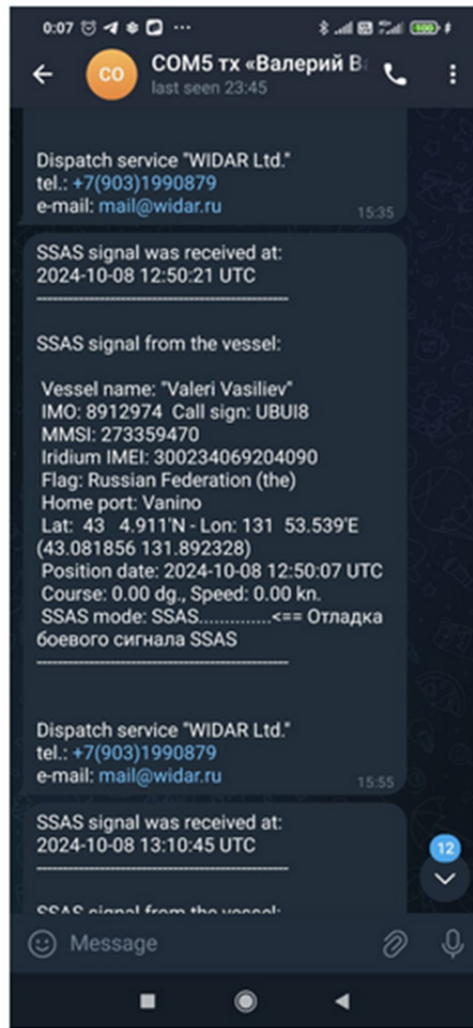 0:07
100
CO
COM5 тх «Валерий В
last seen 23:45
Dispatch service "WIDAR Ltd."
tel.: +7(903)1990879
e-mail: mail@widar.ru
15:35
SSAS signal was received at:
2024-10-08 12:50:21 UTC
SSAS signal from the vessel:
Vessel name: "Valeri Vasiliev"
IMO: 8912974 Call sign: UBUI8
MMSI: 273359470
Iridium IMEI: 300234069204090
Flag: Russian Federation (the)
Home port: Vanino
Lat: 43 4.911'N - Lon: 131 53.539'E
(43.081856 131.892328)
Position date: 2024-10-08 12:50:07 UTC
Course: 0.00 dg., Speed: 0.00 kn.
SSAS mode: SSAS..............<== Отладка
боевого сигнала SSAS
Dispatch service "WIDAR Ltd."
tel.: +7(903)1990879
e-mail: mail@widar.ru
15:55
SSAS signal was received at:
2024-10-08 13:10:45 UTC
12
SSAS signal from the vessel:
Message